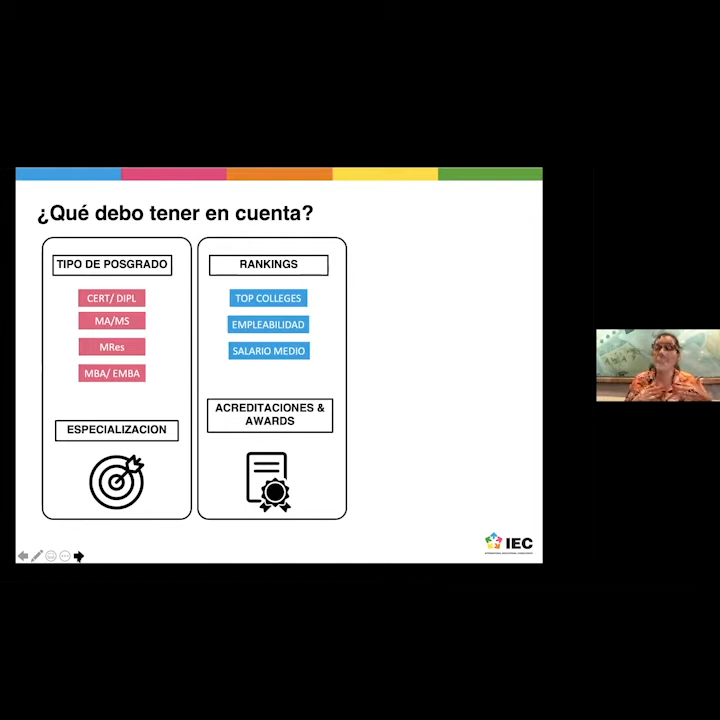 ¿Qué debo tener en cuenta?
TIPO DE POSGRADO
CERT/ DIPL
MA/MS
MRes
MBA/ EMBA
ESPECIALIZACION
RANKINGS
TOP COLLEGES
EMPLEABILIDAD
SALARIO MEDIO
ACREDITACIONES &
AWARDS
IEC